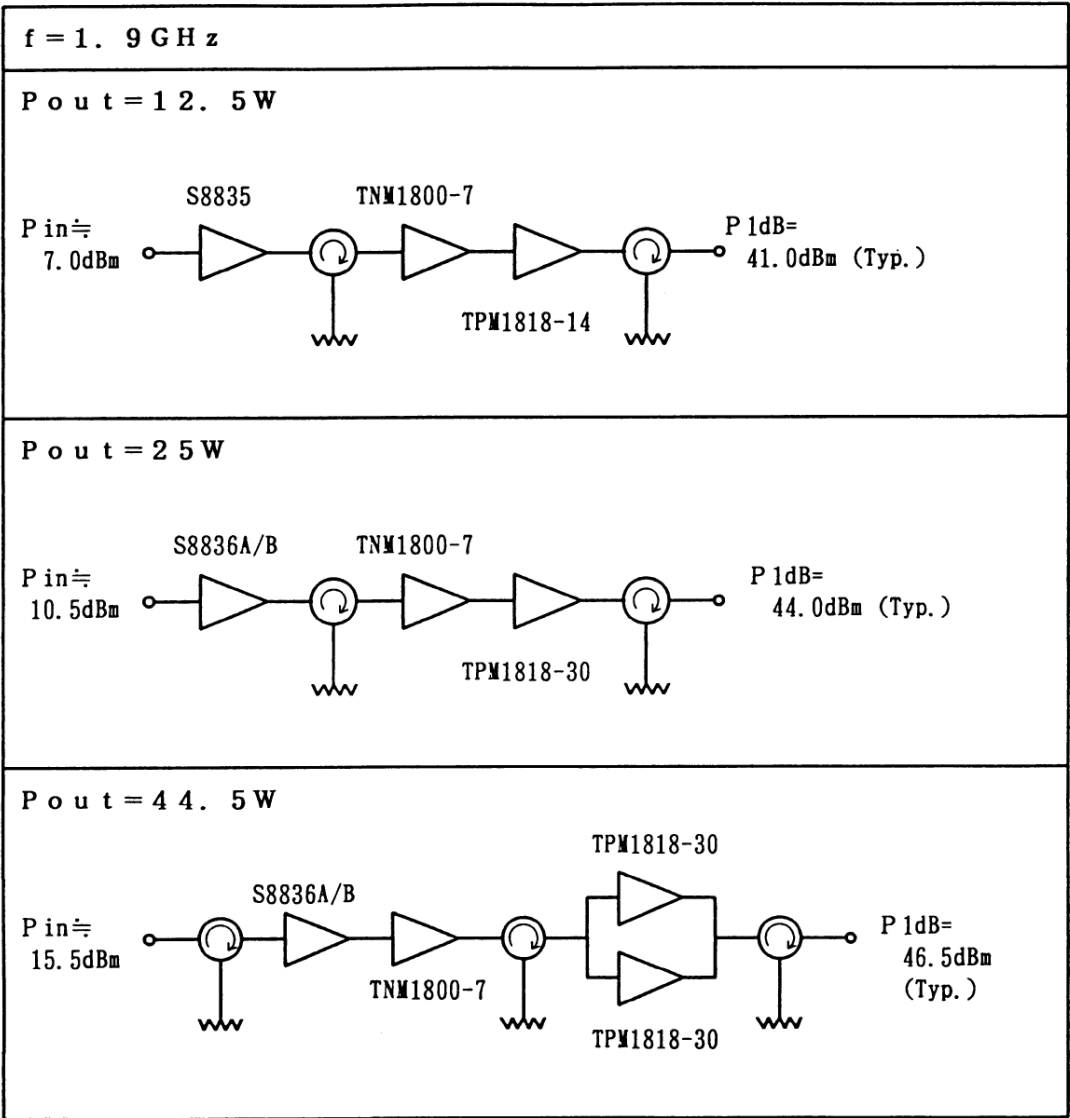 f=1. 9GHz
Pout=12. 5W
S8835
TNM1800-7
Pin≒
7.0dBm
P1dB=
41.0dBm (Typ.)
TPM1818-14
Pout=25W
S8836A/B
TNM1800-7
Pin≒
10.5dBm
P1dB=
44.0dBm (Typ.)
TPM1818-30
Pout=44. 5W
TPM1818-30
S8836A/B
Pin≒
15.5dBm
P1dB=
46.5dBm
(Typ.)
TNM1800-7
TPM1818-30